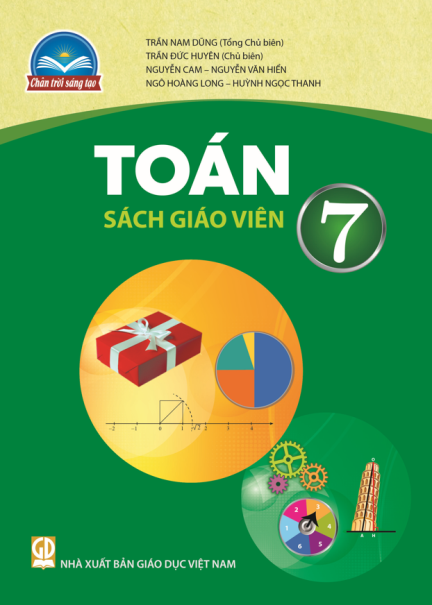 TRẦN NAM DŨNG (Tổng Chủ biên)
TRẦN ĐỨC HUYÊN (Chủ biên)
NGUYỄN CAM – NGUYỄN VĂN HIỂN
NGÔ HOÀNG LONG – HUỲNH NGỌC THANH
Chân trời sáng tạo
TOÁN
SÁCH GIÁO VIÊN
7
-2 -1 0 1 √2 2 3 4
1 2 3 4 5 6 7
A H
GD
NHÀ XUẤT BẢN GIÁO DỤC VIỆT NAM